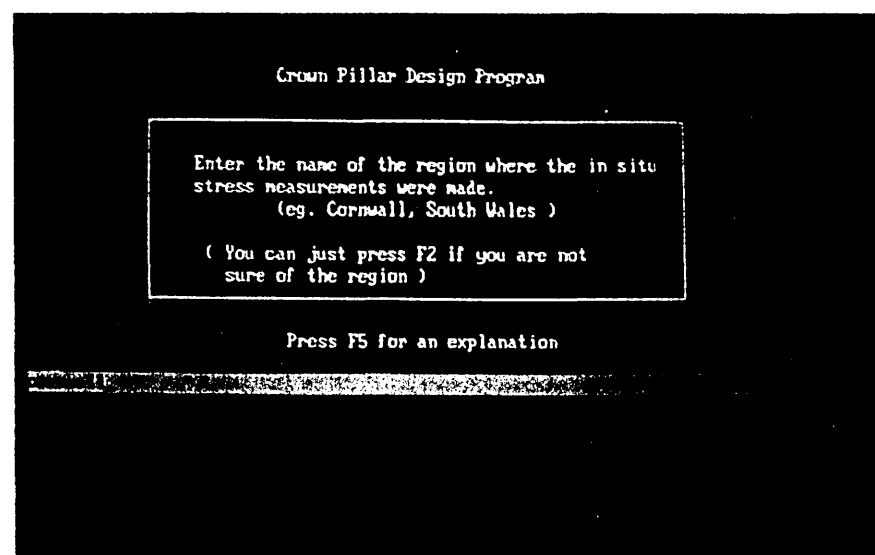 Crown Pillar Design Program
Enter the name of the region where the in situ
stress measurements were made.
(eg. Cornwall, South Wales )
( You can just press F2 if you are not
sure of the region )
Press F5 for an explanation